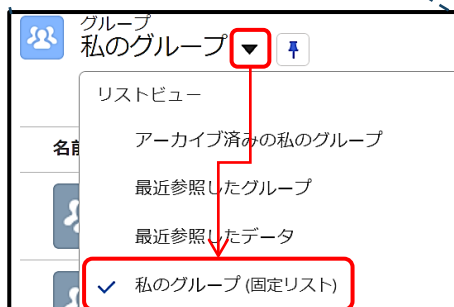 グループ
私のグループ
リストビュー
アーカイブ済みの私のグループ
名前
最近参照したグループ
最近参照したデータ
私のグループ (固定リスト)